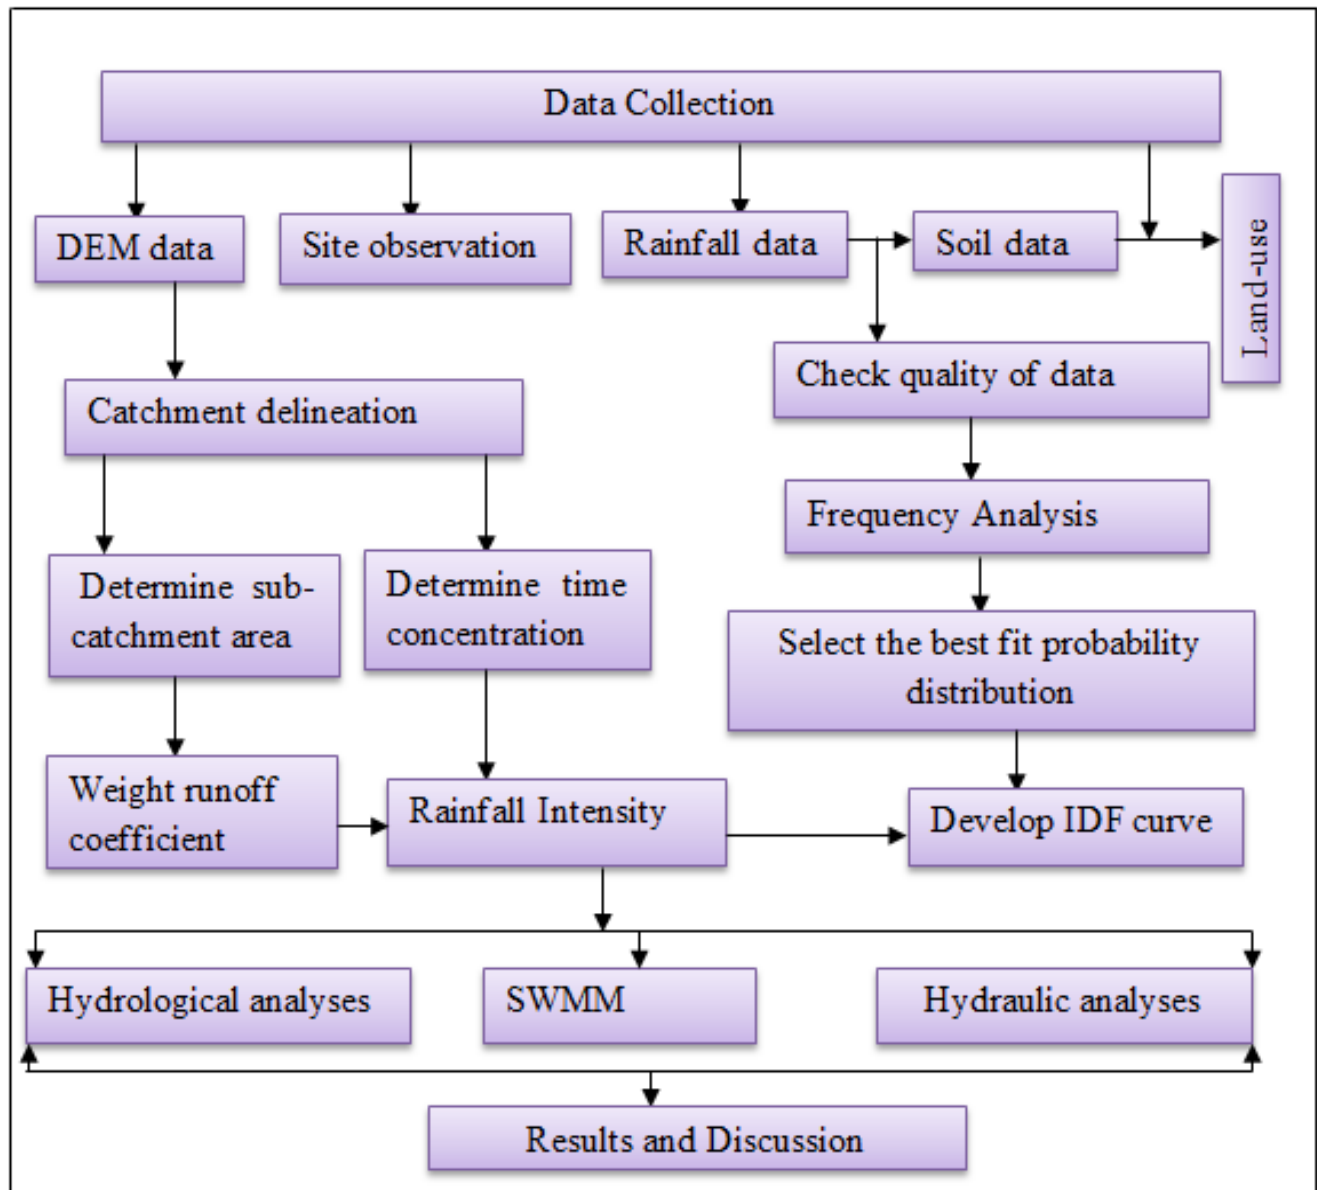 Data Collection
DEM data
Site observation
Rainfall data
Soil data
Land-use
Check quality of data
Catchment delineation
Frequency Analysis
Determine sub-
catchment area
Determine time
concentration
Select the best fit probability
distribution
Weight runoff
coefficient
Rainfall Intensity
Develop IDF curve
Hydrological analyses
SWMM
Hydraulic analyses
Results and Discussion